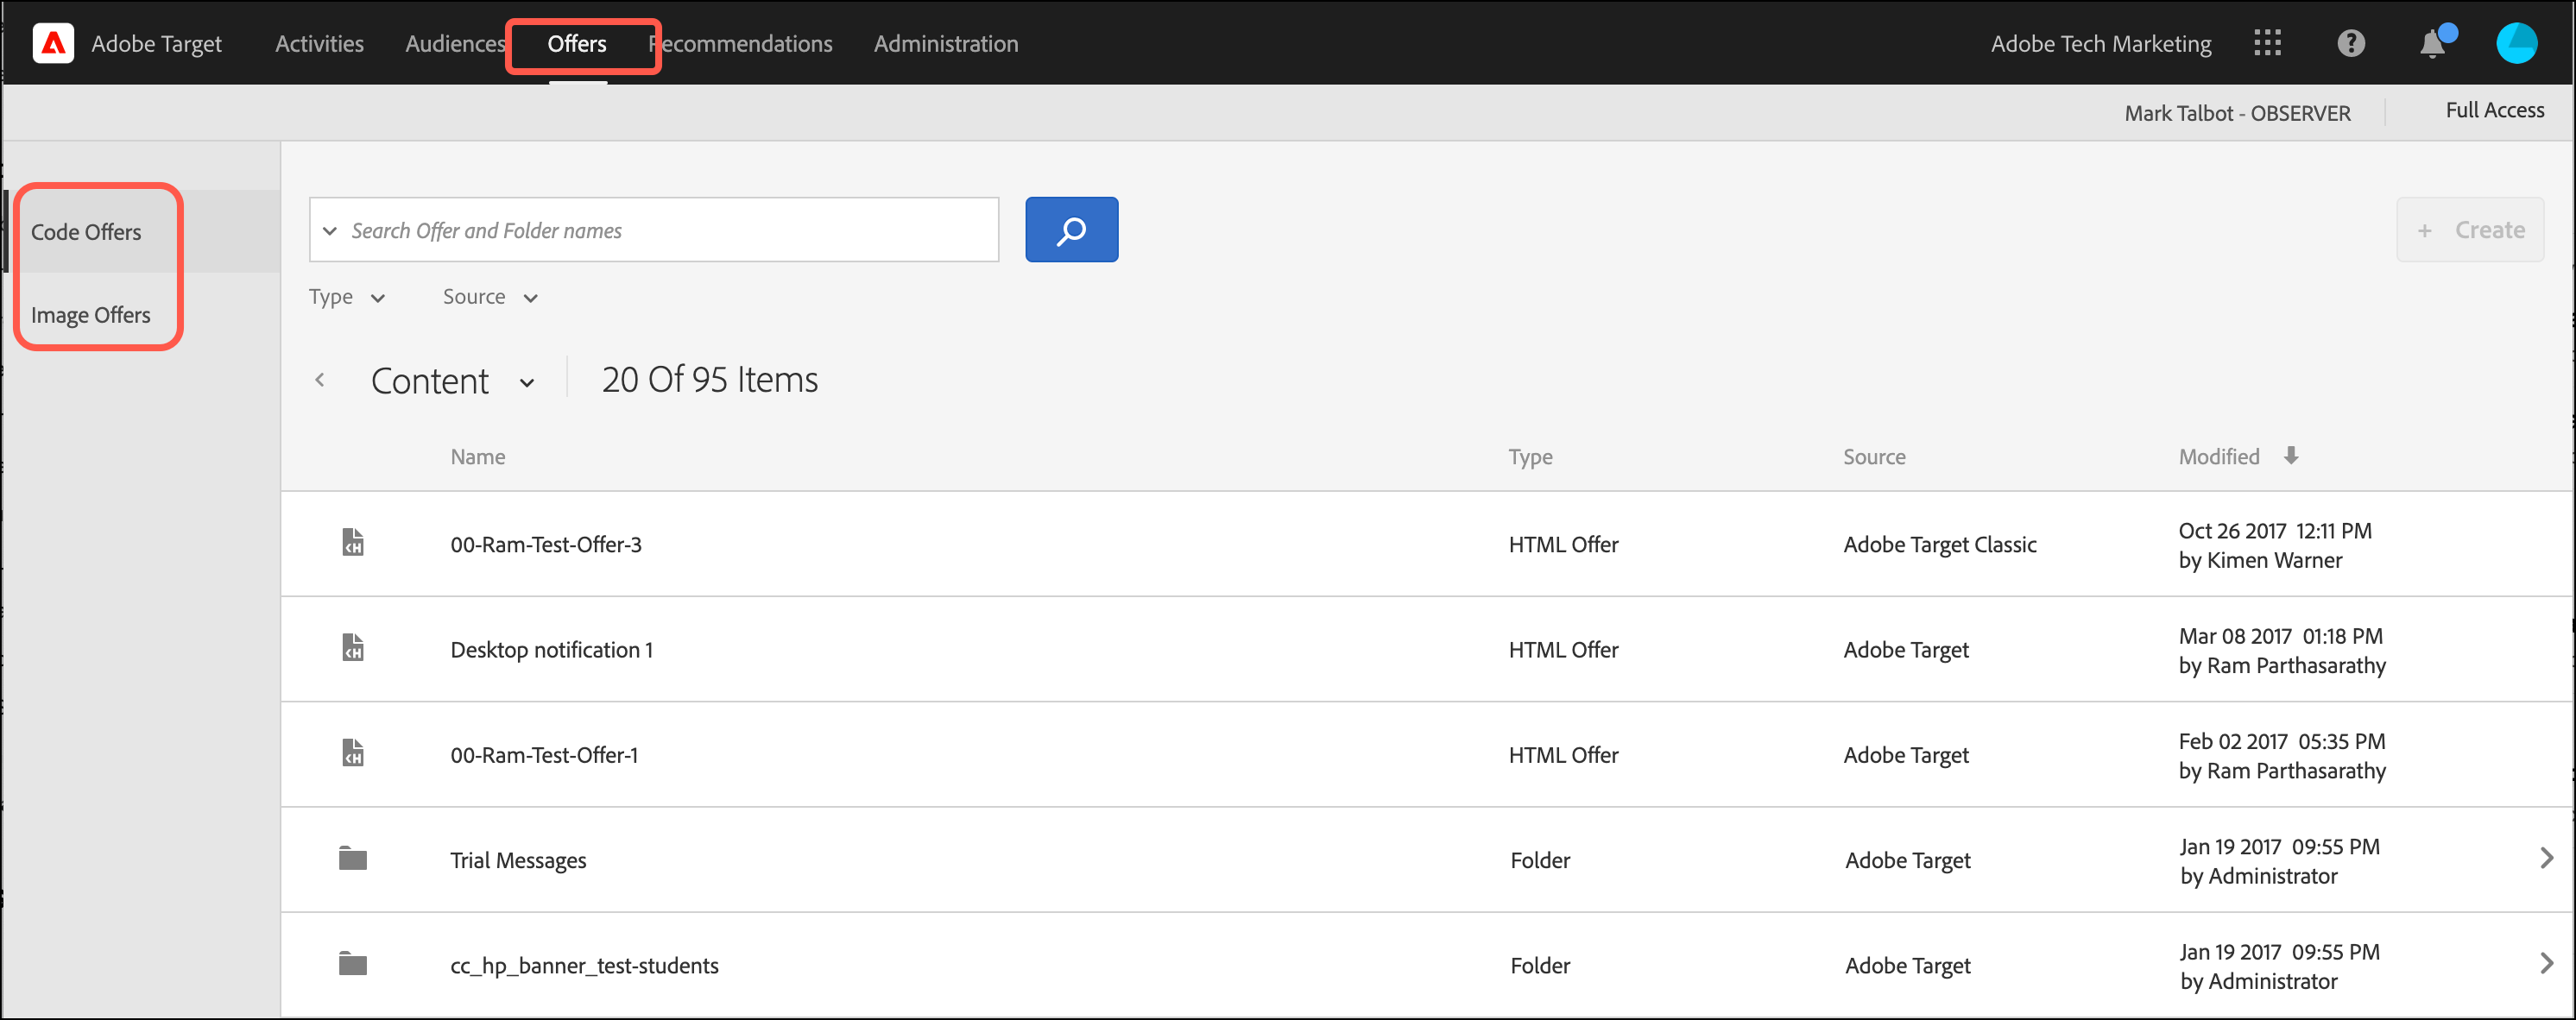 Adobe Target Activities Audiences Offers Recommendations Administration Adobe Tech Marketing
Mark Talbot - OBSERVER Full Access
Code Offers
Image Offers
Search Offer and Folder names
+ Create
Type Source
Content 20 Of 95 Items
Name Type Source Modified
00-Ram-Test-Offer-3 HTML Offer Adobe Target Classic Oct 26 2017 12:11 PM
by Kimen Warner
Desktop notification 1 HTML Offer Adobe Target Mar 08 2017 01:18 PM
by Ram Parthasarathy
00-Ram-Test-Offer-1 HTML Offer Adobe Target Feb 02 2017 05:35 PM
by Ram Parthasarathy
Trial Messages Folder Adobe Target Jan 19 2017 09:55 PM
by Administrator
cc_hp_banner_test-students Folder Adobe Target Jan 19 2017 09:55 PM
by Administrator